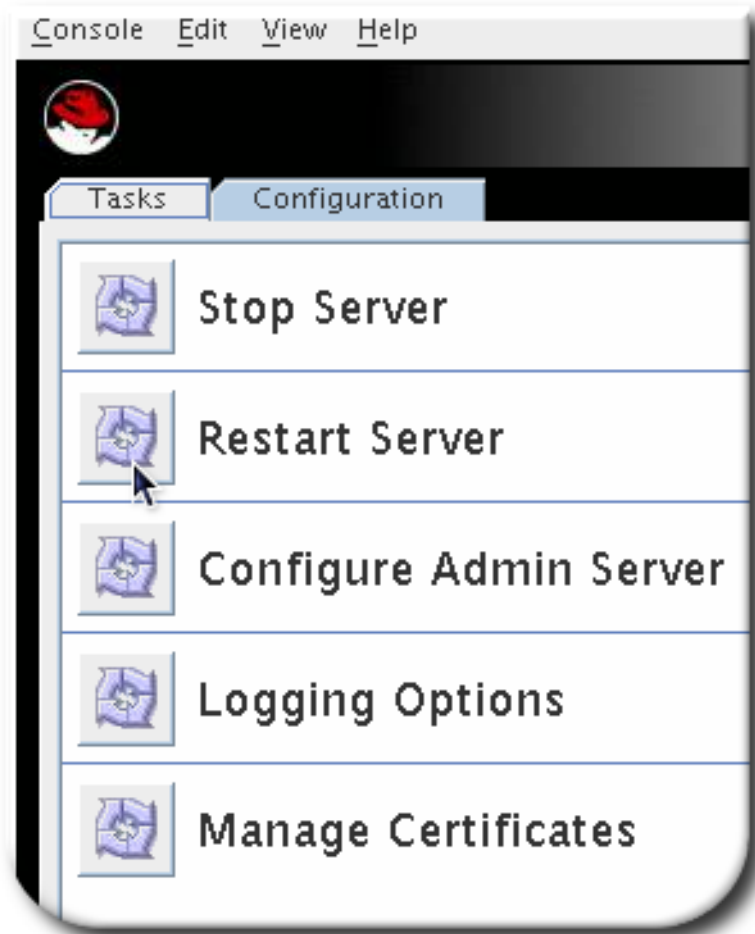 Console Edit View Help
Tasks Configuration
Stop Server
Restart Server
Configure Admin Server
Logging Options
Manage Certificates